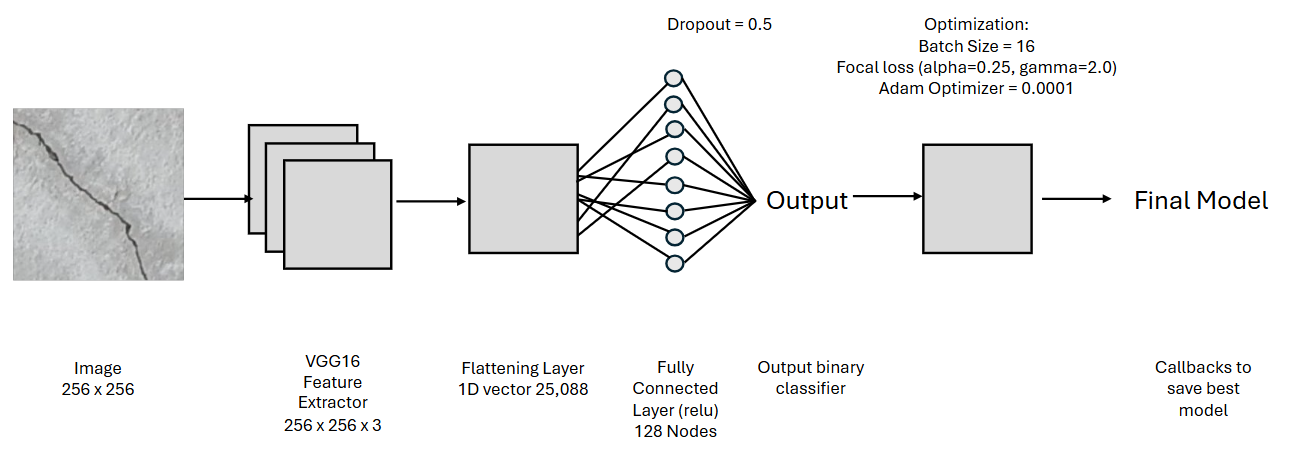 Dropout = 0.5
Optimization:
Batch Size = 16
Focal loss (alpha=0.25, gamma=2.0)
Adam Optimizer = 0.0001
Output
Final Model
Image
256 x 256
VGG16
Feature
Extractor
256 x 256 x 3
Flattening Layer
1D vector 25,088
Fully
Connected
Layer (relu)
128 Nodes
Output binary
classifier
Callbacks to
save best
model